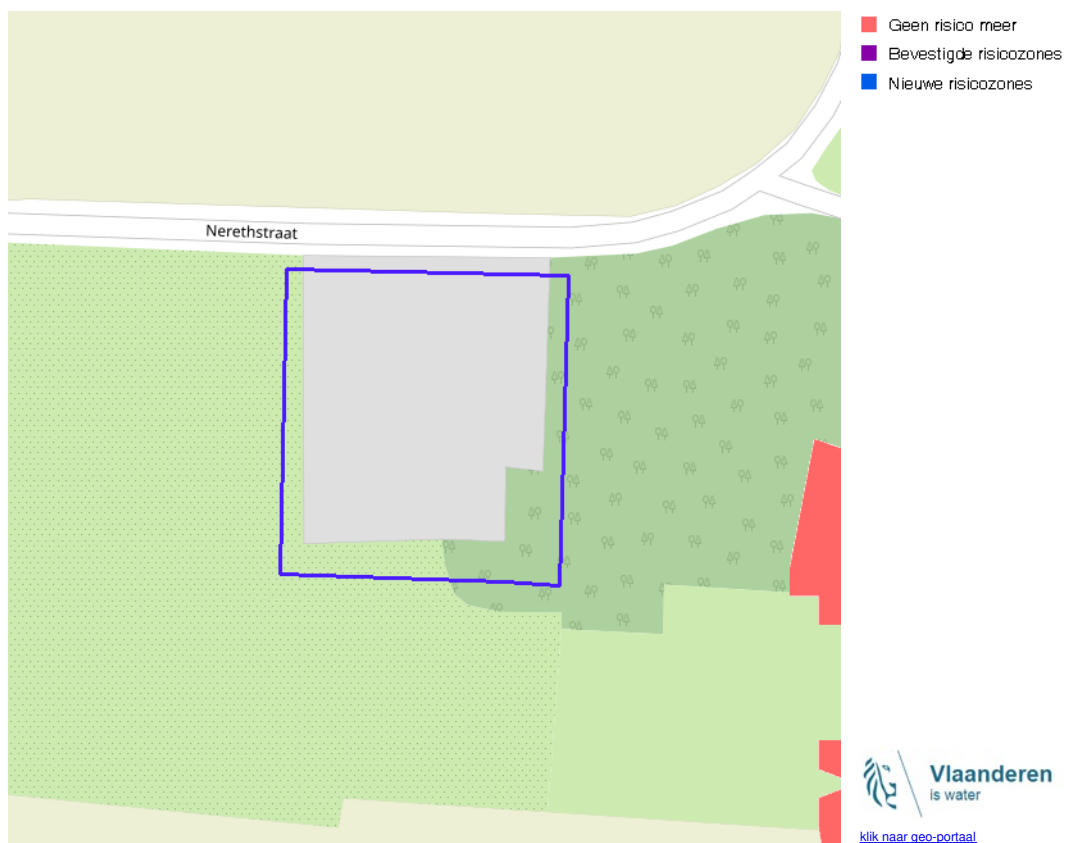 Geen risico meer
Bevestigde risicozones
Nieuwe risicozones
Nerethstraat
Vlaanderen
is water
klik naar geo-portaal